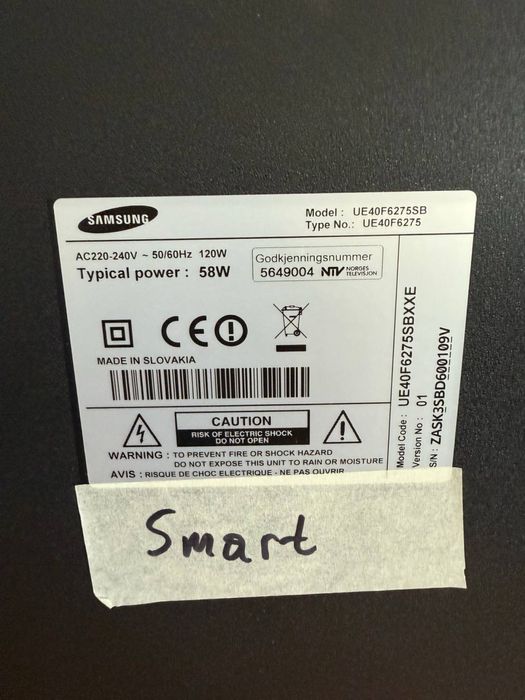 SAMSUNG
Model : UE40F6275SB
Type No.: UE40F6275
AC220-240V ~ 50/60Hz 120W
Typical power : 58W
Godkjenningsnummer
5649004 NTV NORGES TELEVISJON
CE
MADE IN SLOVAKIA
CAUTION
RISK OF ELECTRIC SHOCK
DO NOT OPEN
WARNING : TO PREVENT FIRE OR SHOCK HAZARD
DO NOT EXPOSE THIS UNIT TO RAIN OR MOISTURE
AVIS : RISQUE DE CHOC ELECTRIQUE - NE PAS OUVRIR
Model Code : UE40F6275SBXXE
Version No : 01
S/N : ZASK3SBD600109V
Smart